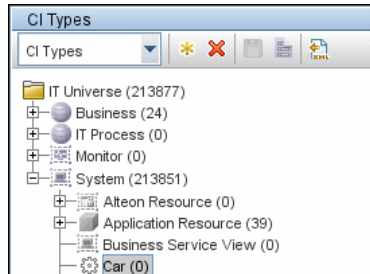 CI Types
CI Types
XML
IT Universe (213877)
Business (24)
IT Process (0)
Monitor (0)
System (213851)
Alteon Resource (0)
Application Resource (39)
Business Service View (0)
Car (0)